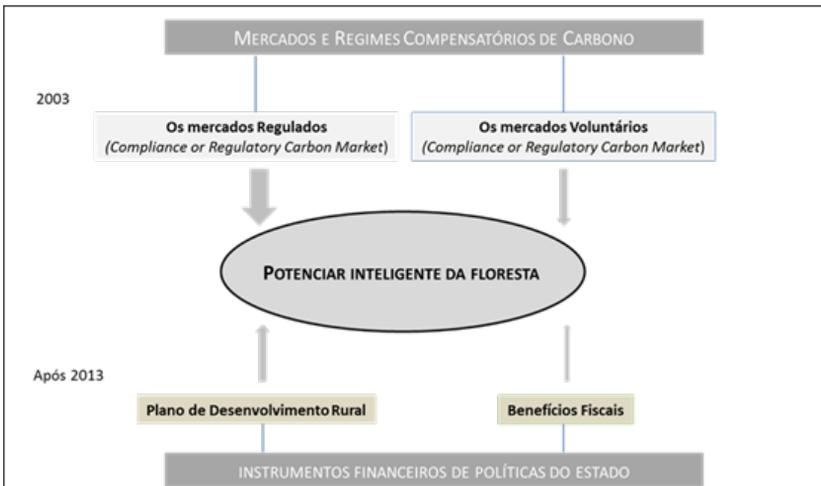 MERCADOS E REGIMES COMPENSATÓRIOS DE CARBONO
2003
Os mercados Regulados
(Compliance or Regulatory Carbon Market)
Os mercados Voluntários
(Compliance or Regulatory Carbon Market)
POTENCIAR INTELIGENTE DA FLORESTA
Após 2013
Plano de Desenvolvimento Rural
Benefícios Fiscais
INSTRUMENTOS FINANCEIROS DE POLÍTICAS DO ESTADO